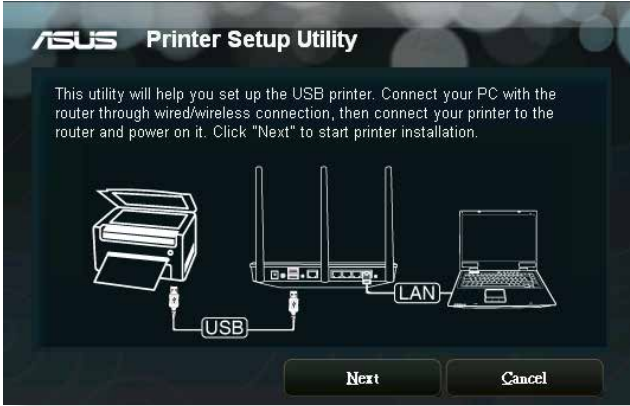 ASUS Printer Setup Utility
This utility will help you set up the USB printer. Connect your PC with the
router through wired/wireless connection, then connect your printer to the
router and power on it. Click "Next" to start printer installation.
LAN
USB
Next Cancel